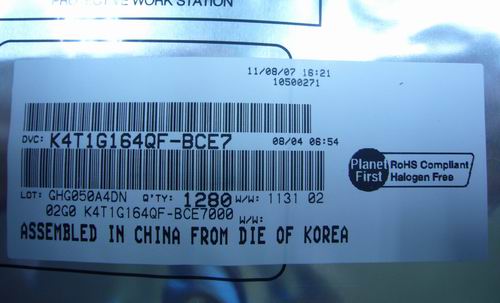 PROTECTIVE WORK STATION
11/08/07 16:21
10500271
DVC: K4T1G164QF-BCE7 08/04 06:54
Planet First RoHS Compliant
Halogen Free
LOT: GHG050A4DN Q'TY: 1280 W/W: 1131 02
02G0 K4T1G164QF-BCE7000 W/W:
ASSEMBLED IN CHINA FROM DIE OF KOREA